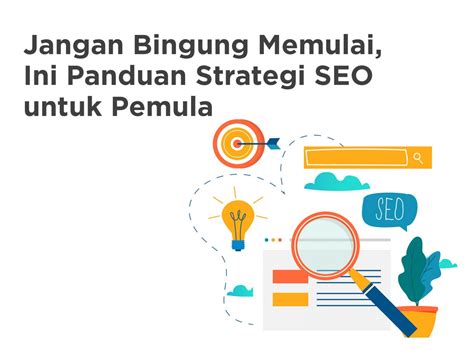 Jangan Bingung Memulai,
Ini Panduan Strategi SEO
untuk Pemula
SEO